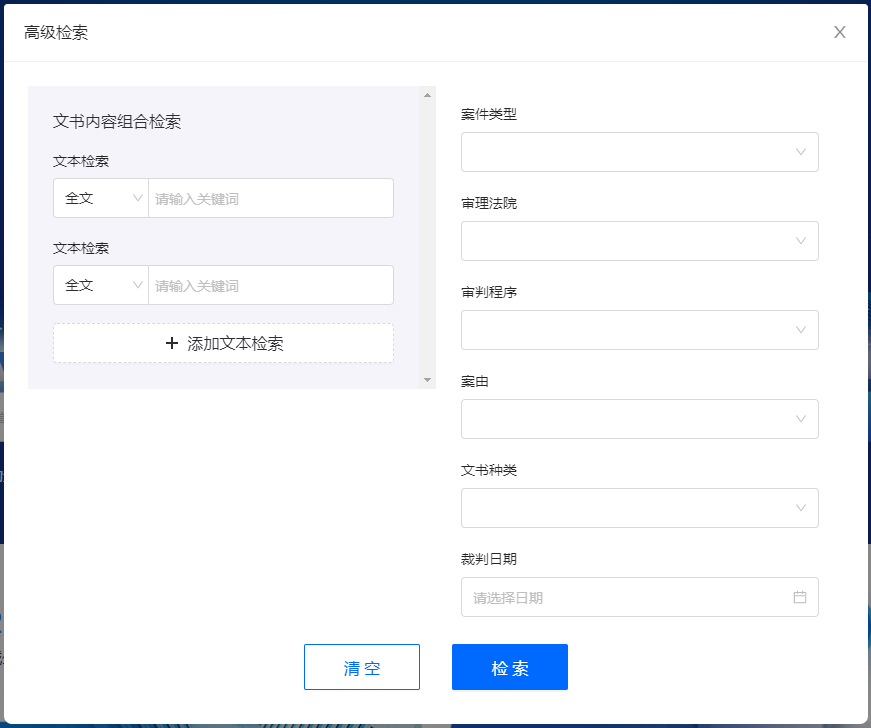 高级检索
文书内容组合检索
文本检索
全文 请输入关键词
文本检索
全文 请输入关键词
+ 添加文本检索
案件类型
审理法院
审判程序
案由
文书种类
裁判日期
请选择日期
清空 检索